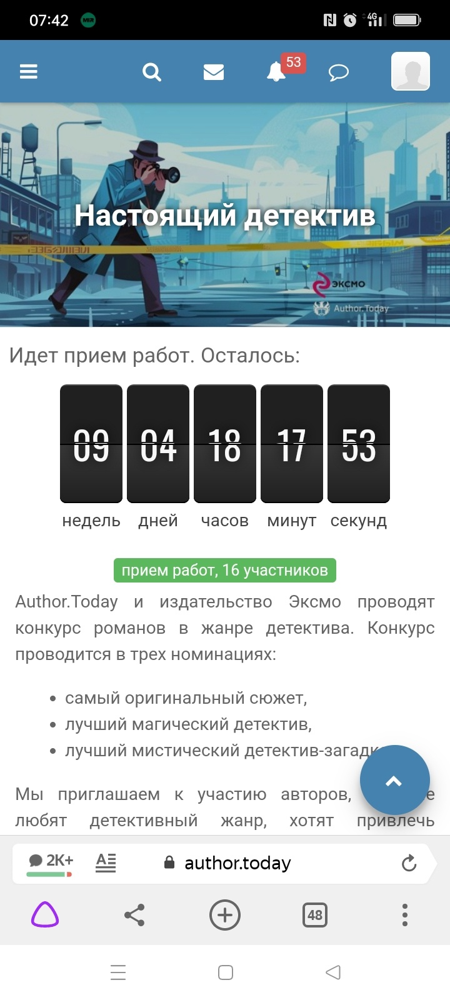 07:42
4G
53
Настоящий детектив
ЭКСМО
Author.Today
Идет прием работ. Осталось:
09 04 18 17 53
недель дней часов минут секунд
прием работ, 16 участников
Author.Today и издательство Эксмо проводят
конкурс романов в жанре детектива. Конкурс
проводится в трех номинациях:
• самый оригинальный сюжет,
• лучший магический детектив,
• лучший мистический детектив-загадк
Мы приглашаем к участию авторов,
любят детективный жанр, хотят привлечь
2K+ author.today
48